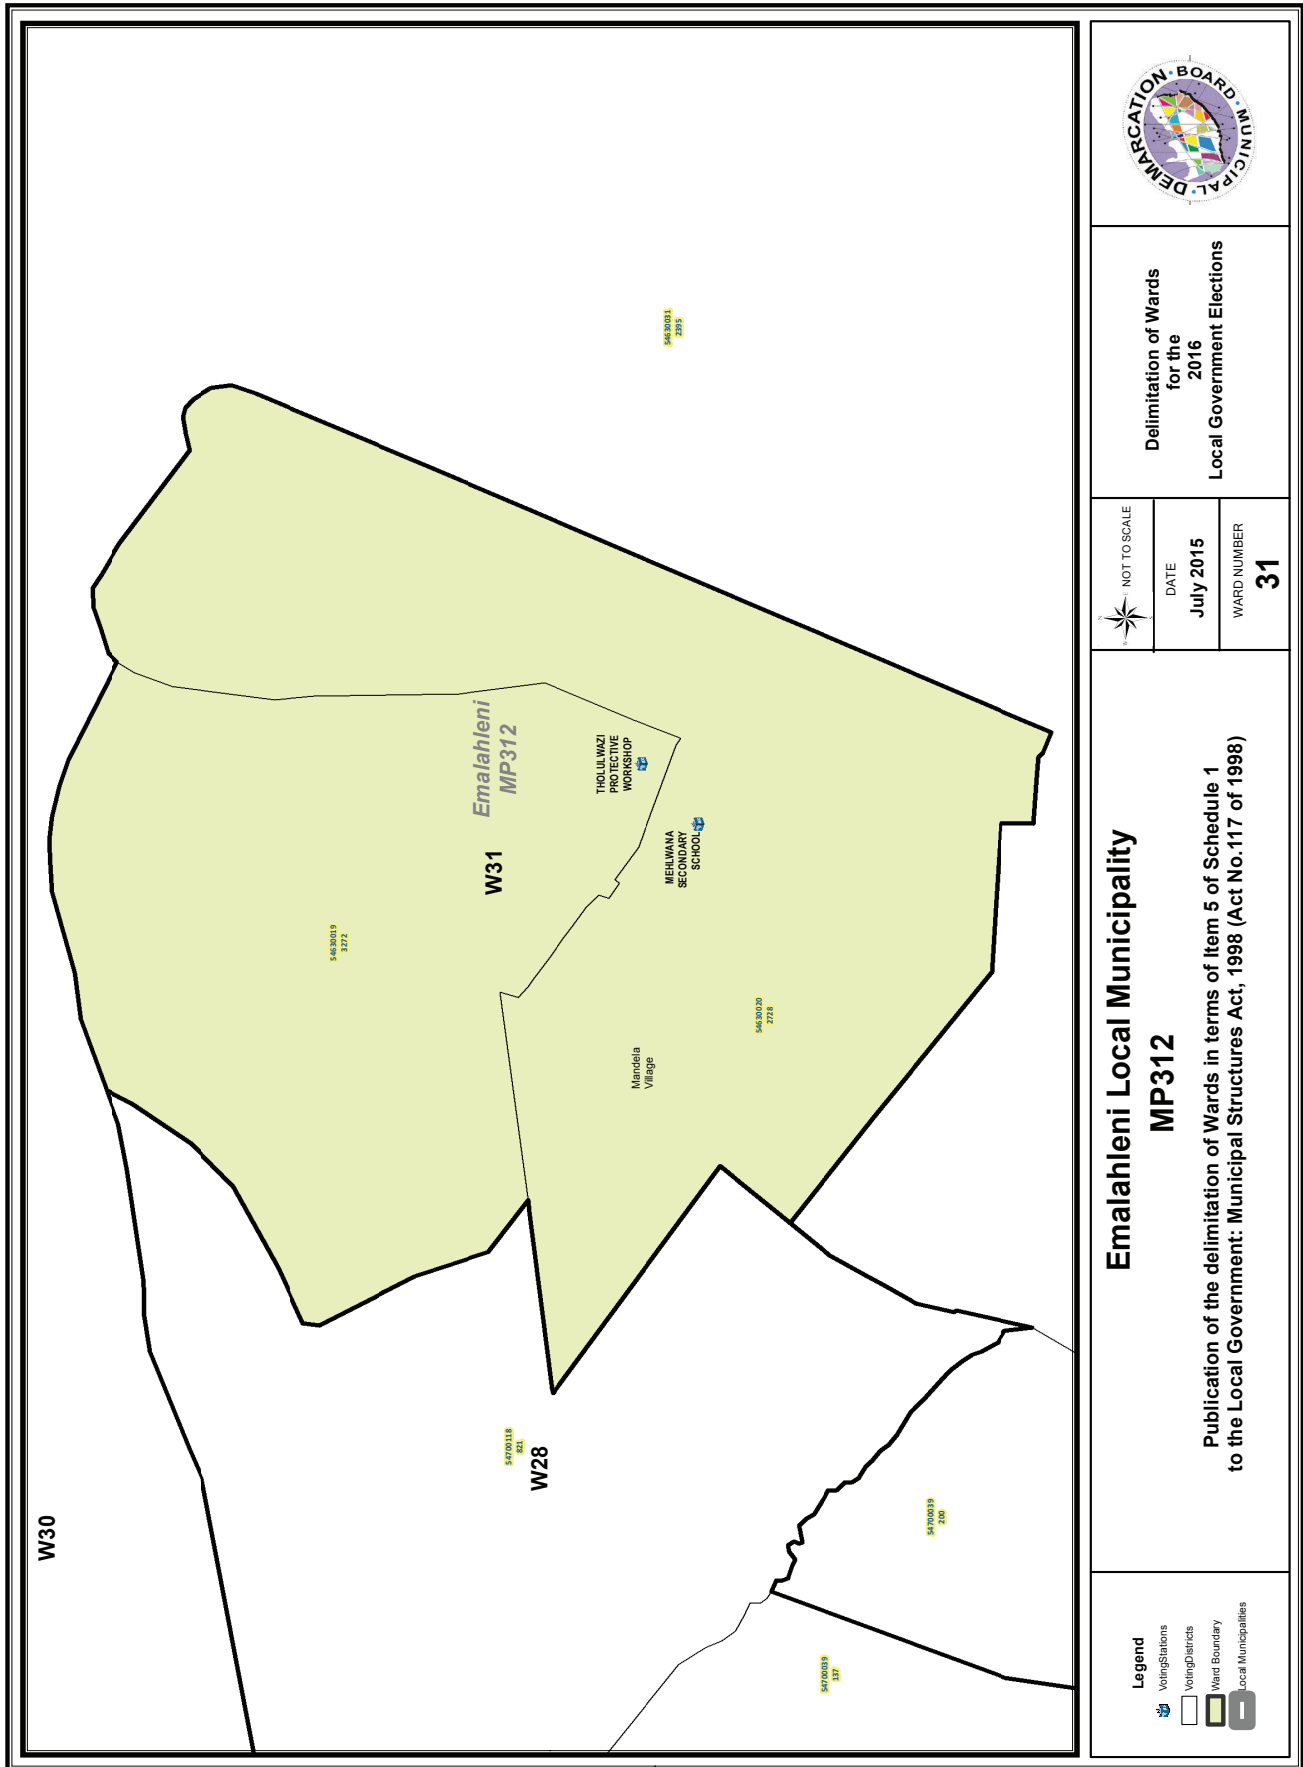 W30
54630019
3272
W31
Emalahleni
MP312
THOLULWAZI
PROTECTIVE
WORKSHOP
MEHLWANA
SECONDARY
SCHOOL
54630031
2395
Mandela
Village
54630020
2728
54700118
821
W28
54700039
200
54700039
137
Legend
VotingStations
VotingDistricts
Ward Boundary
Local Municipalities
Emalahleni Local Municipality
MP312
Publication of the delimitation of Wards in terms of Item 5 of Schedule 1
to the Local Government: Municipal Structures Act, 1998 (Act No.117 of 1998)
N
W
E
S
NOT TO SCALE
DATE
July 2015
WARD NUMBER
31
Delimitation of Wards
for the
2016
Local Government Elections
MUNICIPAL • DEMARCATION • BOARD •